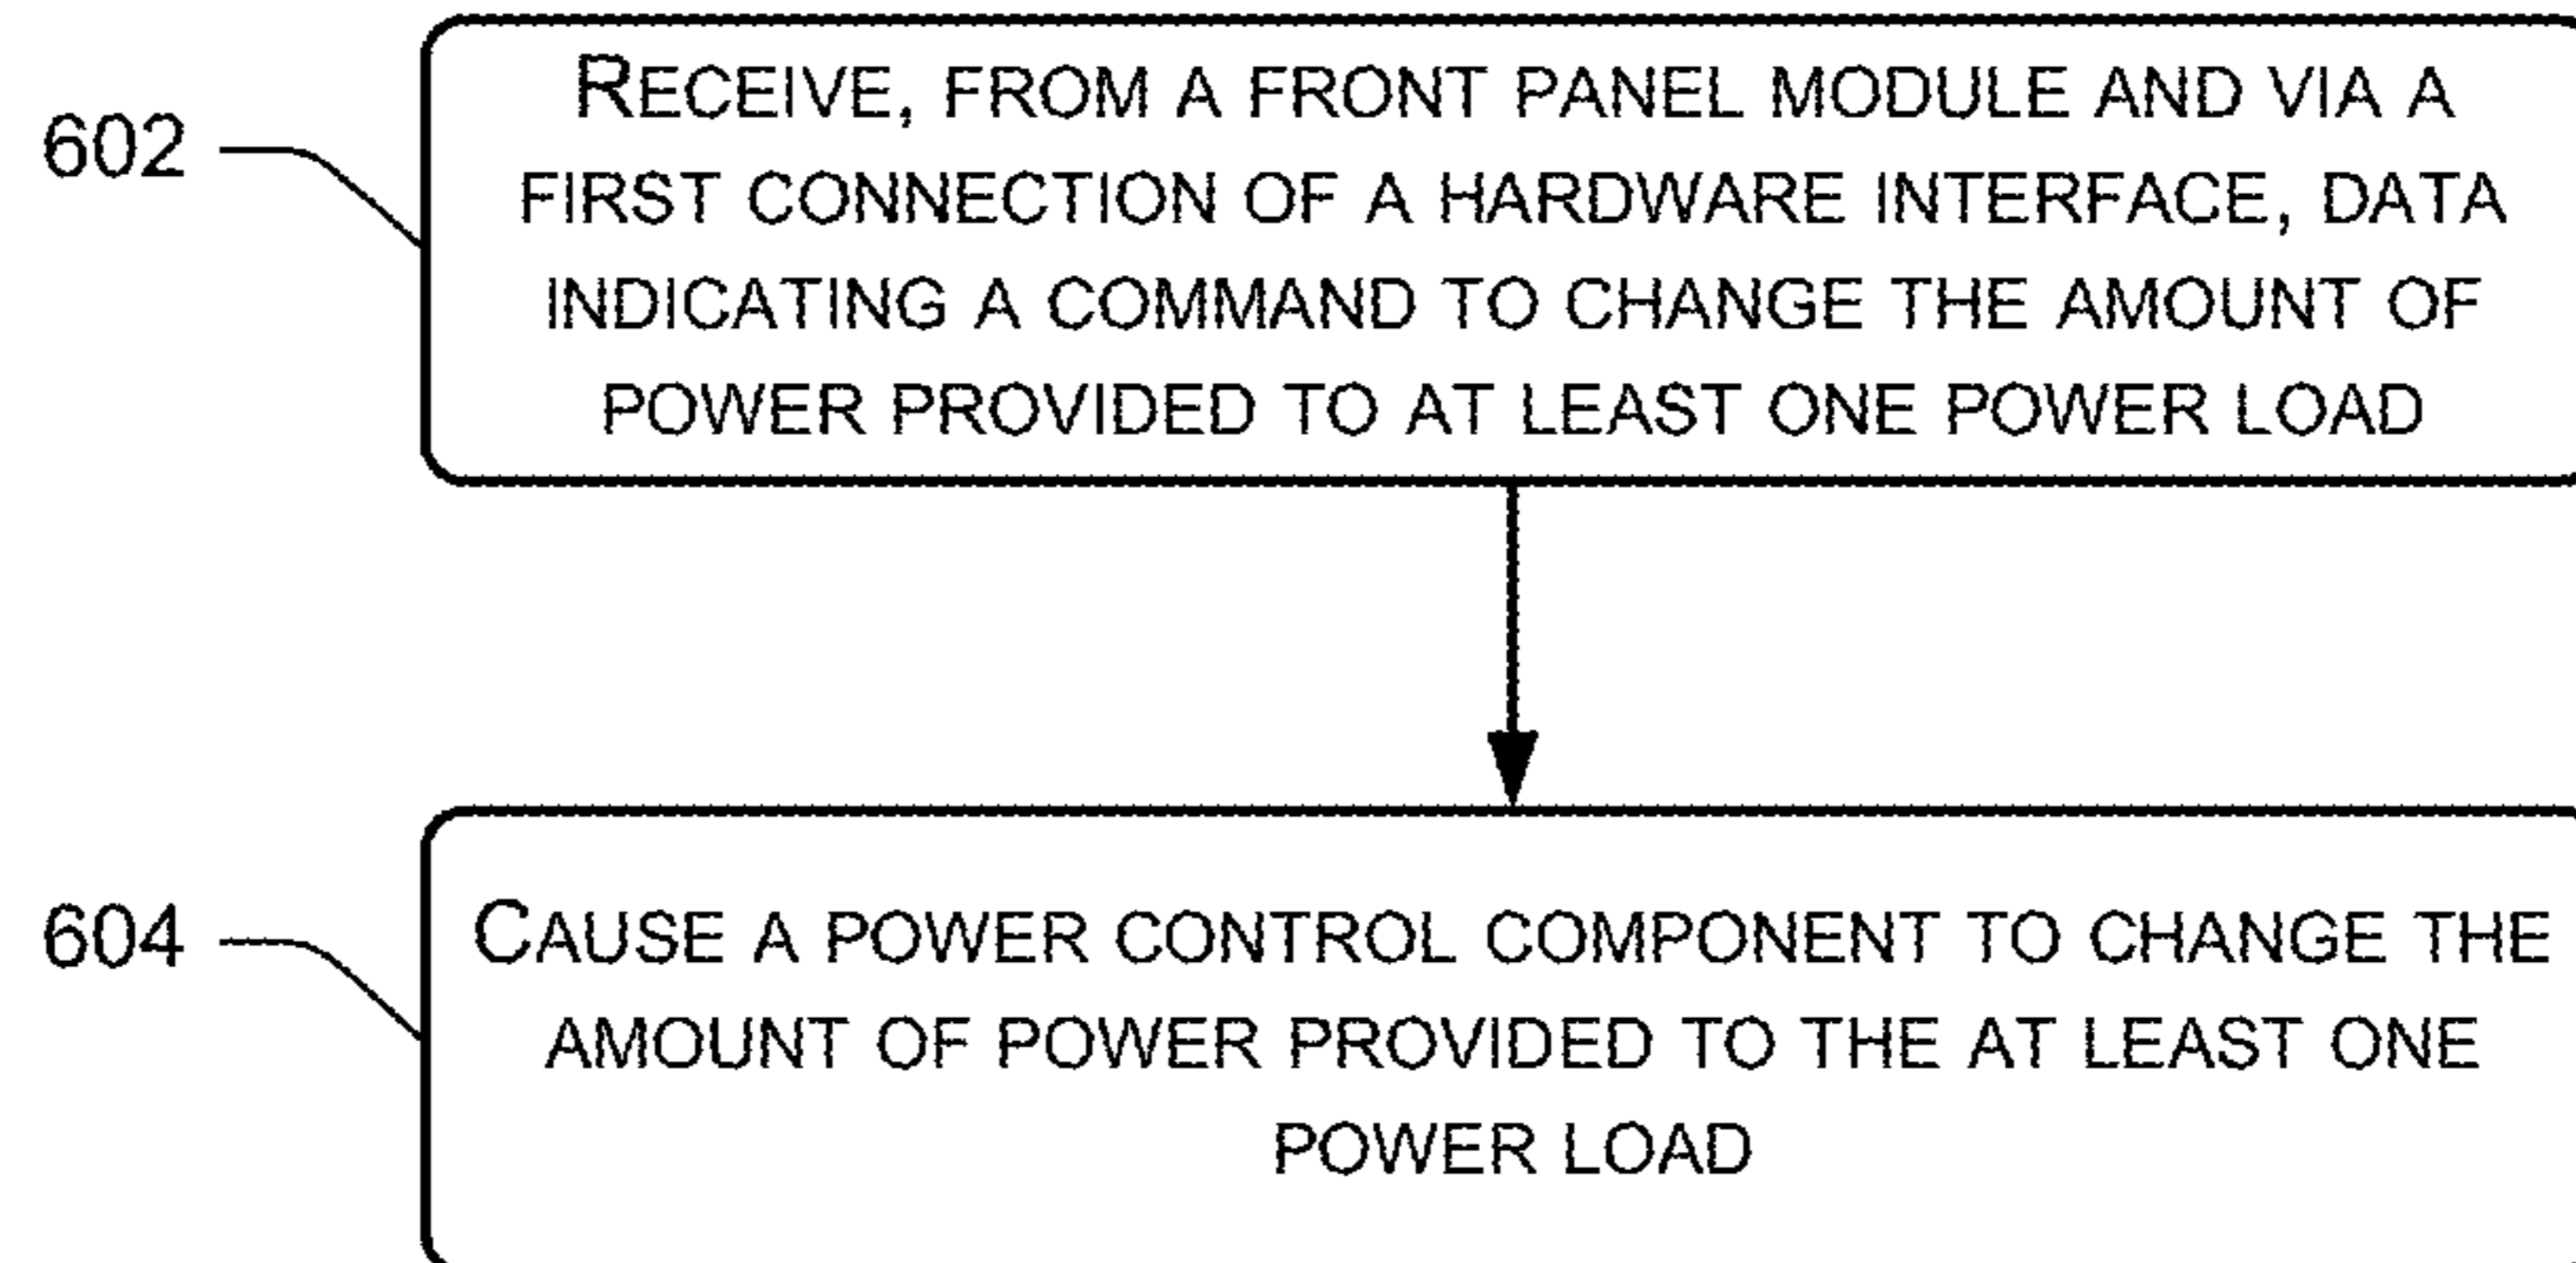 602
RECEIVE, FROM A FRONT PANEL MODULE AND VIA A
FIRST CONNECTION OF A HARDWARE INTERFACE, DATA
INDICATING A COMMAND TO CHANGE THE AMOUNT OF
POWER PROVIDED TO AT LEAST ONE POWER LOAD
604
CAUSE A POWER CONTROL COMPONENT TO CHANGE THE
AMOUNT OF POWER PROVIDED TO THE AT LEAST ONE
POWER LOAD